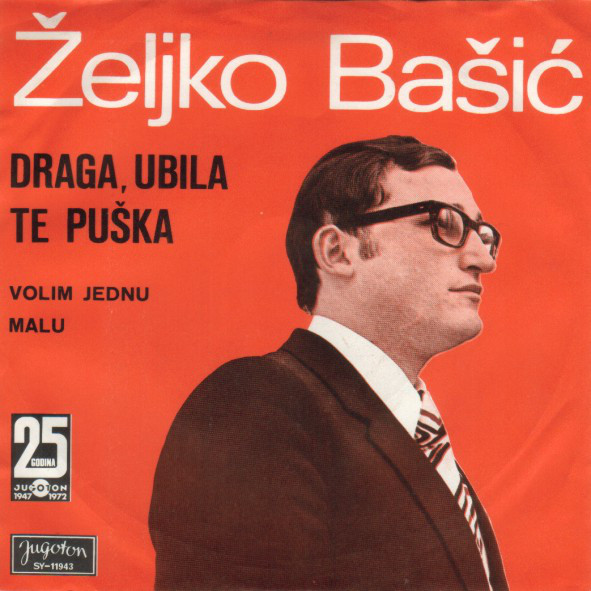 Željko Bašić
DRAGA, UBILA
TE PUŠKA
VOLIM JEDNU
MALU
25
GODINA
JUGOTON
1947 1972
Jugoton
SY-11943